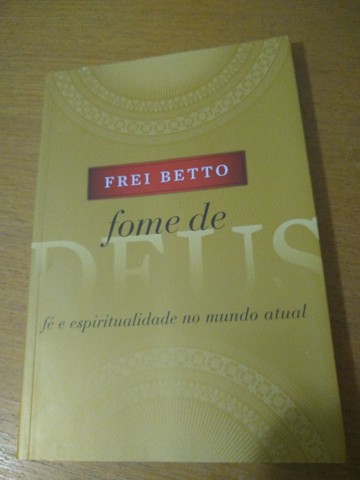 FREI BETTO
fome de
DEUS
fé e espiritualidade no mundo atual